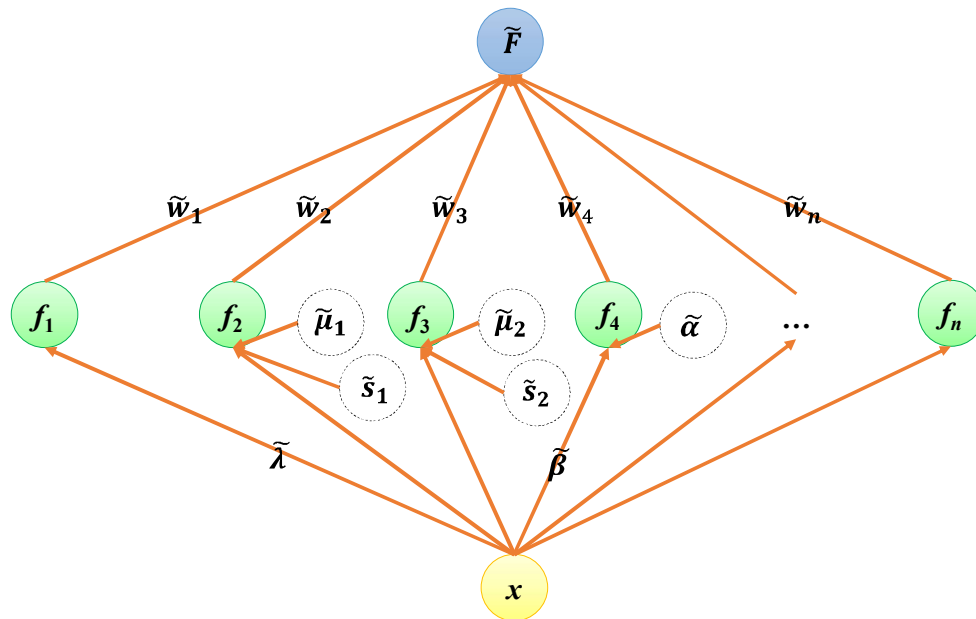 F̃
w̃₁ w̃₂ w̃₃ w̃₄ w̃ₙ
f₁ f₂ μ̃₁ f₃ μ̃₂ f₄ α̃ ... fₙ
s̃₁ s̃₂
λ̃ β̃
x